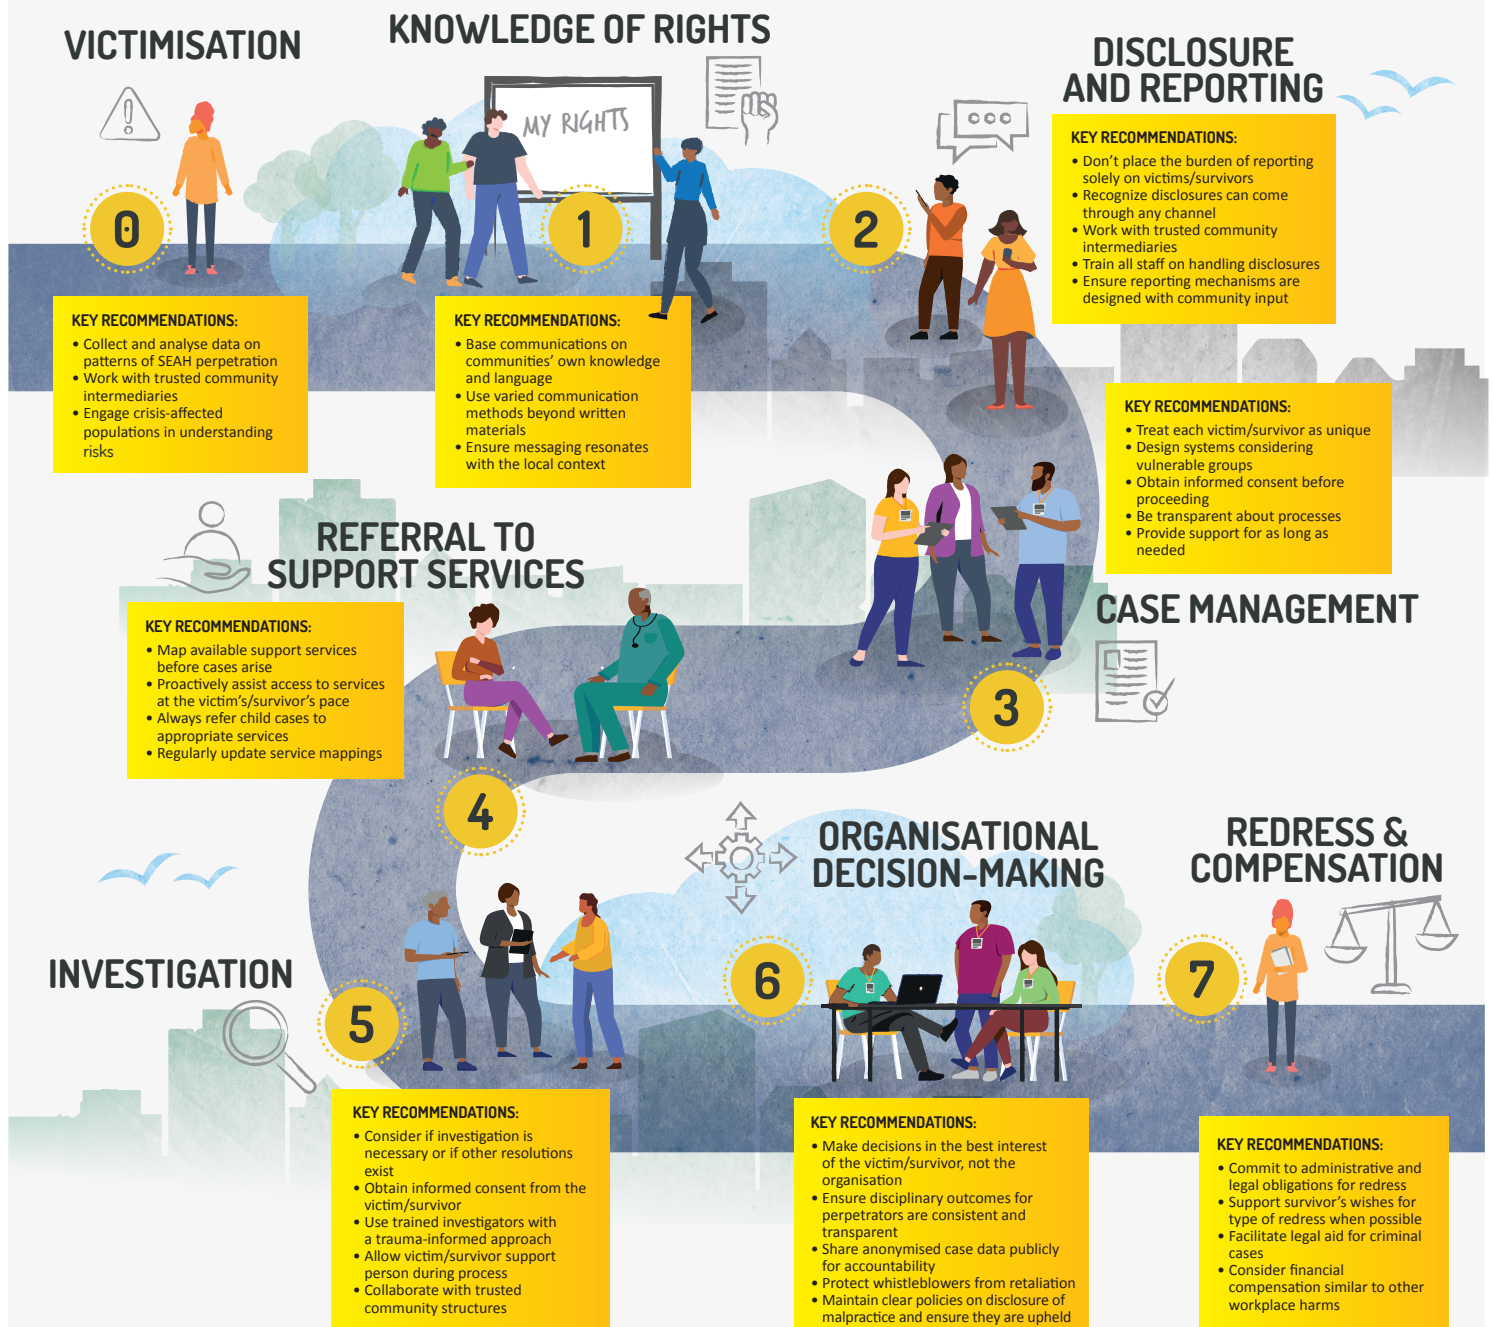 VICTIMISATION
0
KEY RECOMMENDATIONS:
• Collect and analyse data on
patterns of SEAH perpetration
• Work with trusted community
intermediaries
• Engage crisis-affected
populations in understanding
risks
KNOWLEDGE OF RIGHTS
MY RIGHTS
1
KEY RECOMMENDATIONS:
• Base communications on
communities’ own knowledge
and language
• Use varied communication
methods beyond written
materials
• Ensure messaging resonates
with the local context
DISCLOSURE
AND REPORTING
2
KEY RECOMMENDATIONS:
• Don’t place the burden of reporting
solely on victims/survivors
• Recognize disclosures can come
through any channel
• Work with trusted community
intermediaries
• Train all staff on handling disclosures
• Ensure reporting mechanisms are
designed with community input
KEY RECOMMENDATIONS:
• Treat each victim/survivor as unique
• Design systems considering
vulnerable groups
• Obtain informed consent before
proceeding
• Be transparent about processes
• Provide support for as long as
needed
CASE MANAGEMENT
3
REFERRAL TO
SUPPORT SERVICES
KEY RECOMMENDATIONS:
• Map available support services
before cases arise
• Proactively assist access to services
at the victim’s/survivor’s pace
• Always refer child cases to
appropriate services
• Regularly update service mappings
4
INVESTIGATION
5
KEY RECOMMENDATIONS:
• Consider if investigation is
necessary or if other resolutions
exist
• Obtain informed consent from the
victim/survivor
• Use trained investigators with
a trauma-informed approach
• Allow victim/survivor support
person during process
• Collaborate with trusted
community structures
ORGANISATIONAL
DECISION-MAKING
6
KEY RECOMMENDATIONS:
• Make decisions in the best interest
of the victim/survivor, not the
organisation
• Ensure disciplinary outcomes for
perpetrators are consistent and
transparent
• Share anonymised case data publicly
for accountability
• Protect whistleblowers from retaliation
• Maintain clear policies on disclosure of
malpractice and ensure they are upheld
REDRESS &
COMPENSATION
7
KEY RECOMMENDATIONS:
• Commit to administrative and
legal obligations for redress
• Support survivor’s wishes for
type of redress when possible
• Facilitate legal aid for criminal
cases
• Consider financial
compensation similar to other
workplace harms